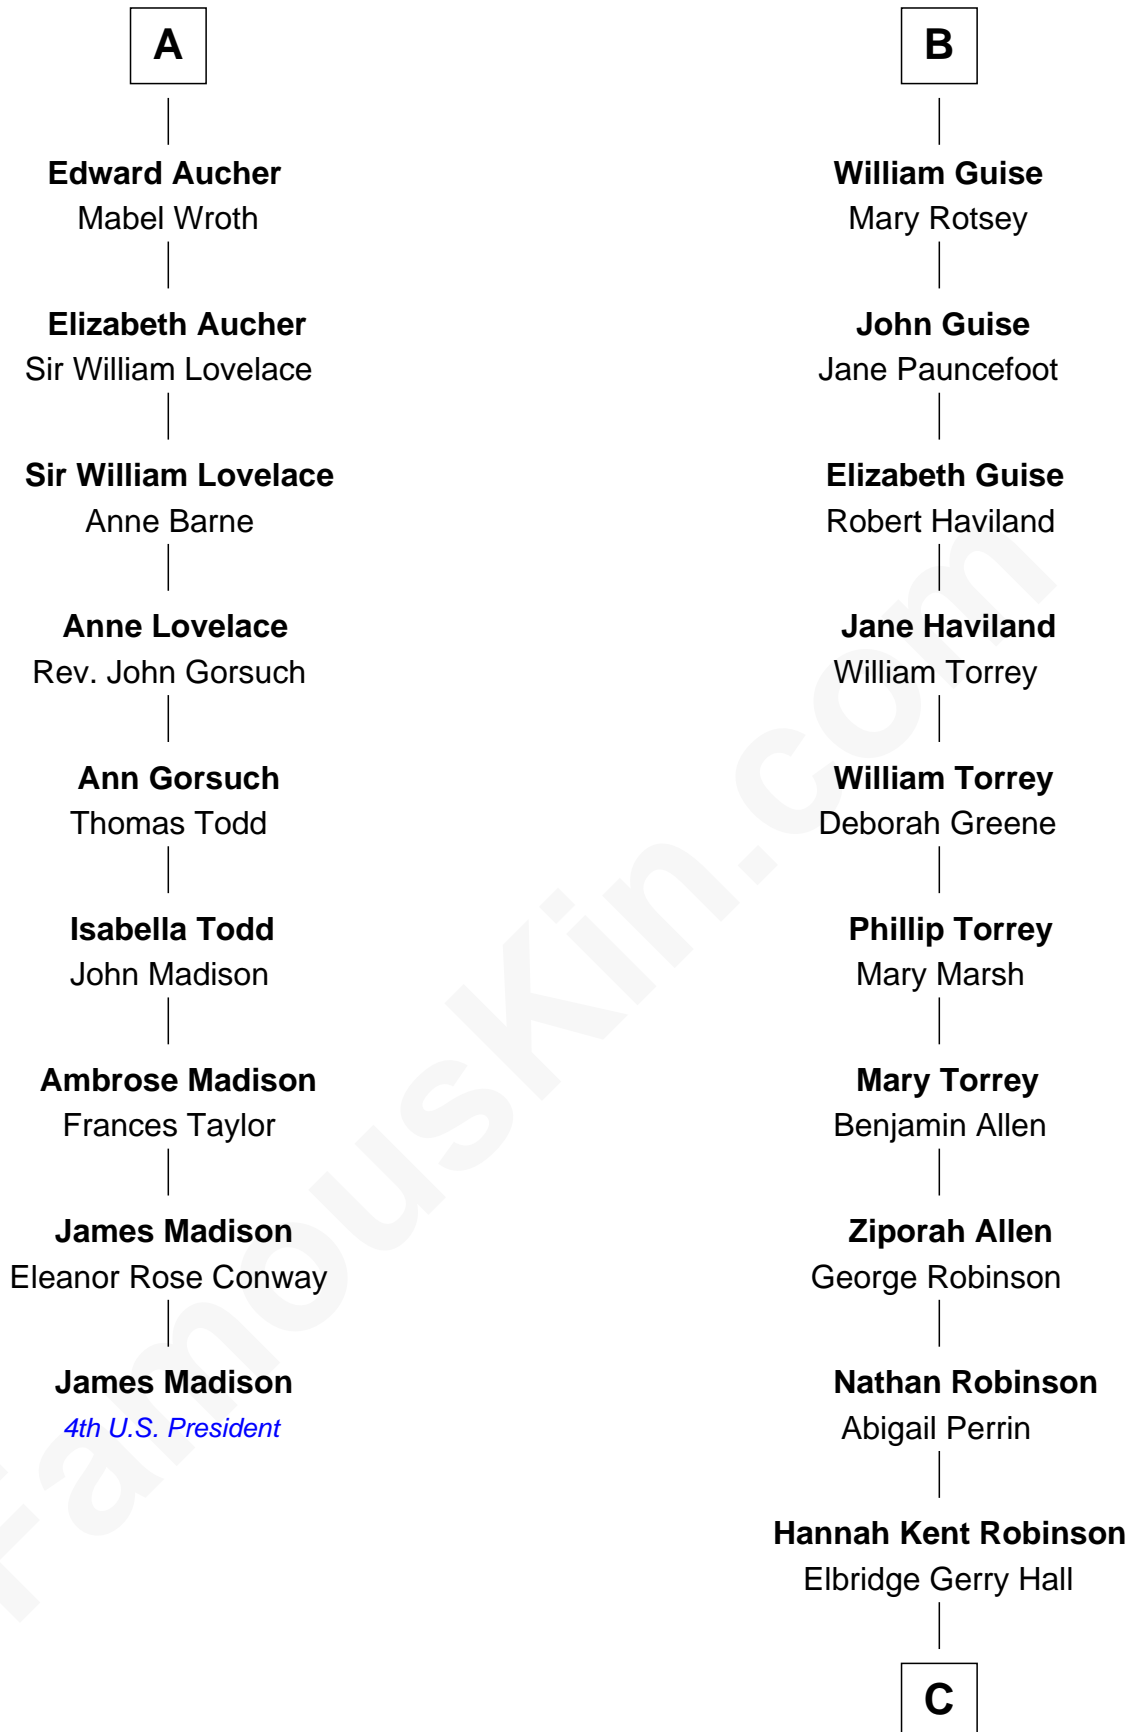 A
Edward Aucher
Mabel Wroth
Elizabeth Aucher
Sir William Lovelace
Sir William Lovelace
Anne Barne
Anne Lovelace
Rev. John Gorsuch
Ann Gorsuch
Thomas Todd
Isabella Todd
John Madison
Ambrose Madison
Frances Taylor
James Madison
Eleanor Rose Conway
James Madison
4th U.S. President
B
William Guise
Mary Rotsey
John Guise
Jane Pauncefoot
Elizabeth Guise
Robert Haviland
Jane Haviland
William Torrey
William Torrey
Deborah Greene
Phillip Torrey
Mary Marsh
Mary Torrey
Benjamin Allen
Ziporah Allen
George Robinson
Nathan Robinson
Abigail Perrin
Hannah Kent Robinson
Elbridge Gerry Hall
C
FamousKin.com